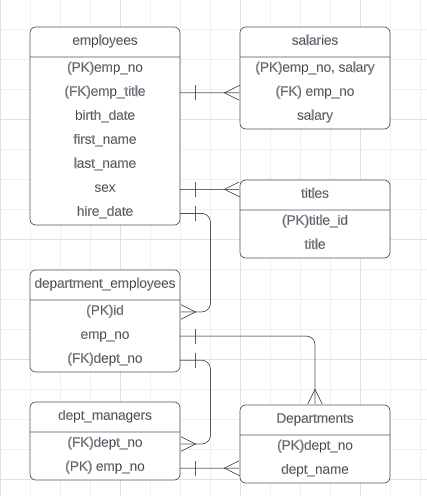 employees
(PK)emp_no
(FK)emp_title
birth_date
first_name
last_name
sex
hire_date
salaries
(PK)emp_no, salary
(FK) emp_no
salary
titles
(PK)title_id
title
department_employees
(PK)id
emp_no
(FK)dept_no
dept_managers
(FK)dept_no
(PK) emp_no
Departments
(PK)dept_no
dept_name